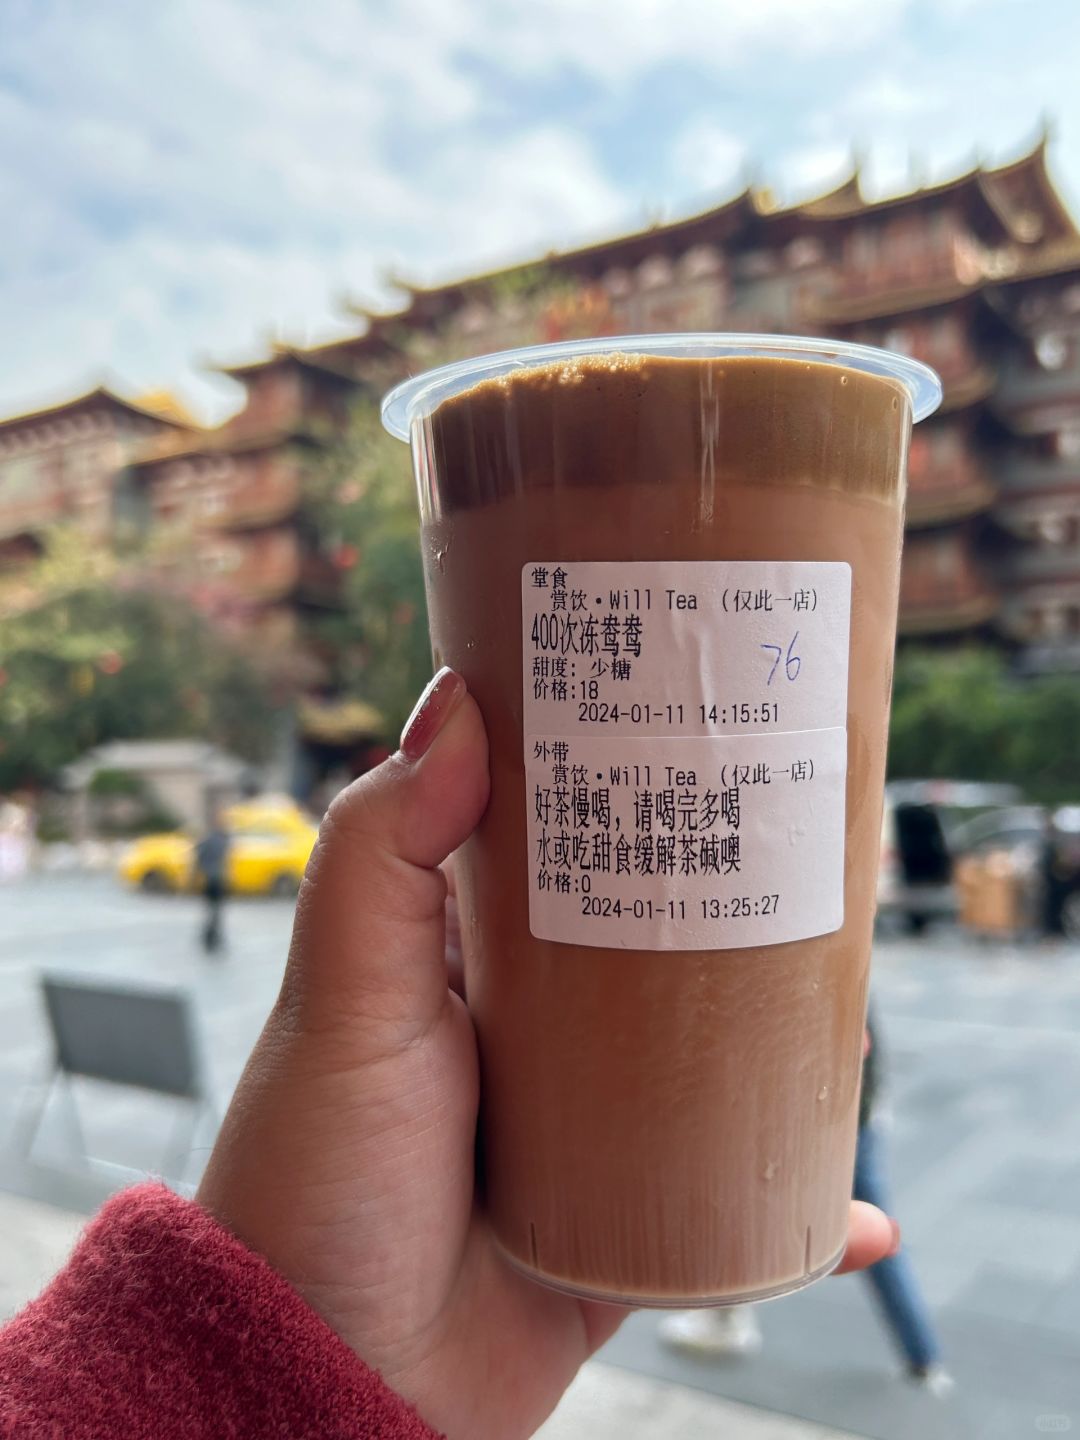 堂食
赏饮·Will Tea （仅此一店）
400次冻鸯鸯
甜度: 少糖
76
价格:18
2024-01-11 14:15:51
外带
赏饮·Will Tea （仅此一店）
好茶慢喝，请喝完多喝
水或吃甜食缓解茶碱噢
价格:0
2024-01-11 13:25:27
小红书